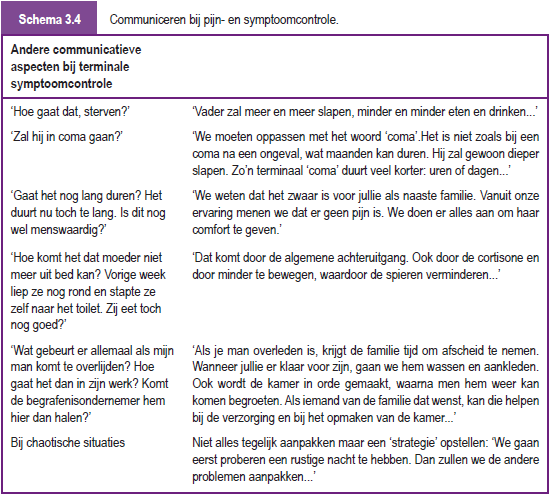 Schema 3.4 Communiceren bij pijn- en symptoomcontrole.
Andere communicatieve
aspecten bij terminale
symptoomcontrole
‘Hoe gaat dat, sterven?’ ‘Vader zal meer en meer slapen, minder en minder eten en drinken...’
‘Zal hij in coma gaan?’ ‘We moeten oppassen met het woord ‘coma’.Het is niet zoals bij een
coma na een ongeval, wat maanden kan duren. Hij zal gewoon dieper
slapen. Zo’n terminaal ‘coma’ duurt veel korter: uren of dagen...’
‘Gaat het nog lang duren? Het
duurt nu toch te lang. Is dit nog
wel menswaardig?’
‘We weten dat het zwaar is voor jullie als naaste familie. Vanuit onze
ervaring menen we dat er geen pijn is. We doen er alles aan om haar
comfort te geven.’
‘Hoe komt het dat moeder niet
meer uit bed kan? Vorige week
liep ze nog rond en stapte ze
zelf naar het toilet. Zij eet toch
nog goed?’
‘Dat komt door de algemene achteruitgang. Ook door de cortisone en
door minder te bewegen, waardoor de spieren verminderen...’
‘Wat gebeurt er allemaal als mijn
man komt te overlijden? Hoe
gaat het dan in zijn werk? Komt
de begrafenisondernemer hem
hier dan halen?’
‘Als je man overleden is, krijgt de familie tijd om afscheid te nemen.
Wanneer jullie er klaar voor zijn, gaan we hem wassen en aankleden.
Ook wordt de kamer in orde gemaakt, waarna men hem weer kan
komen begroeten. Als iemand van de familie dat wenst, kan die helpen
bij de verzorging en bij het opmaken van de kamer...’
Bij chaotische situaties
Niet alles tegelijk aanpakken maar een ‘strategie’ opstellen: ‘We gaan
eerst proberen een rustige nacht te hebben. Dan zullen we de andere
problemen aanpakken...’